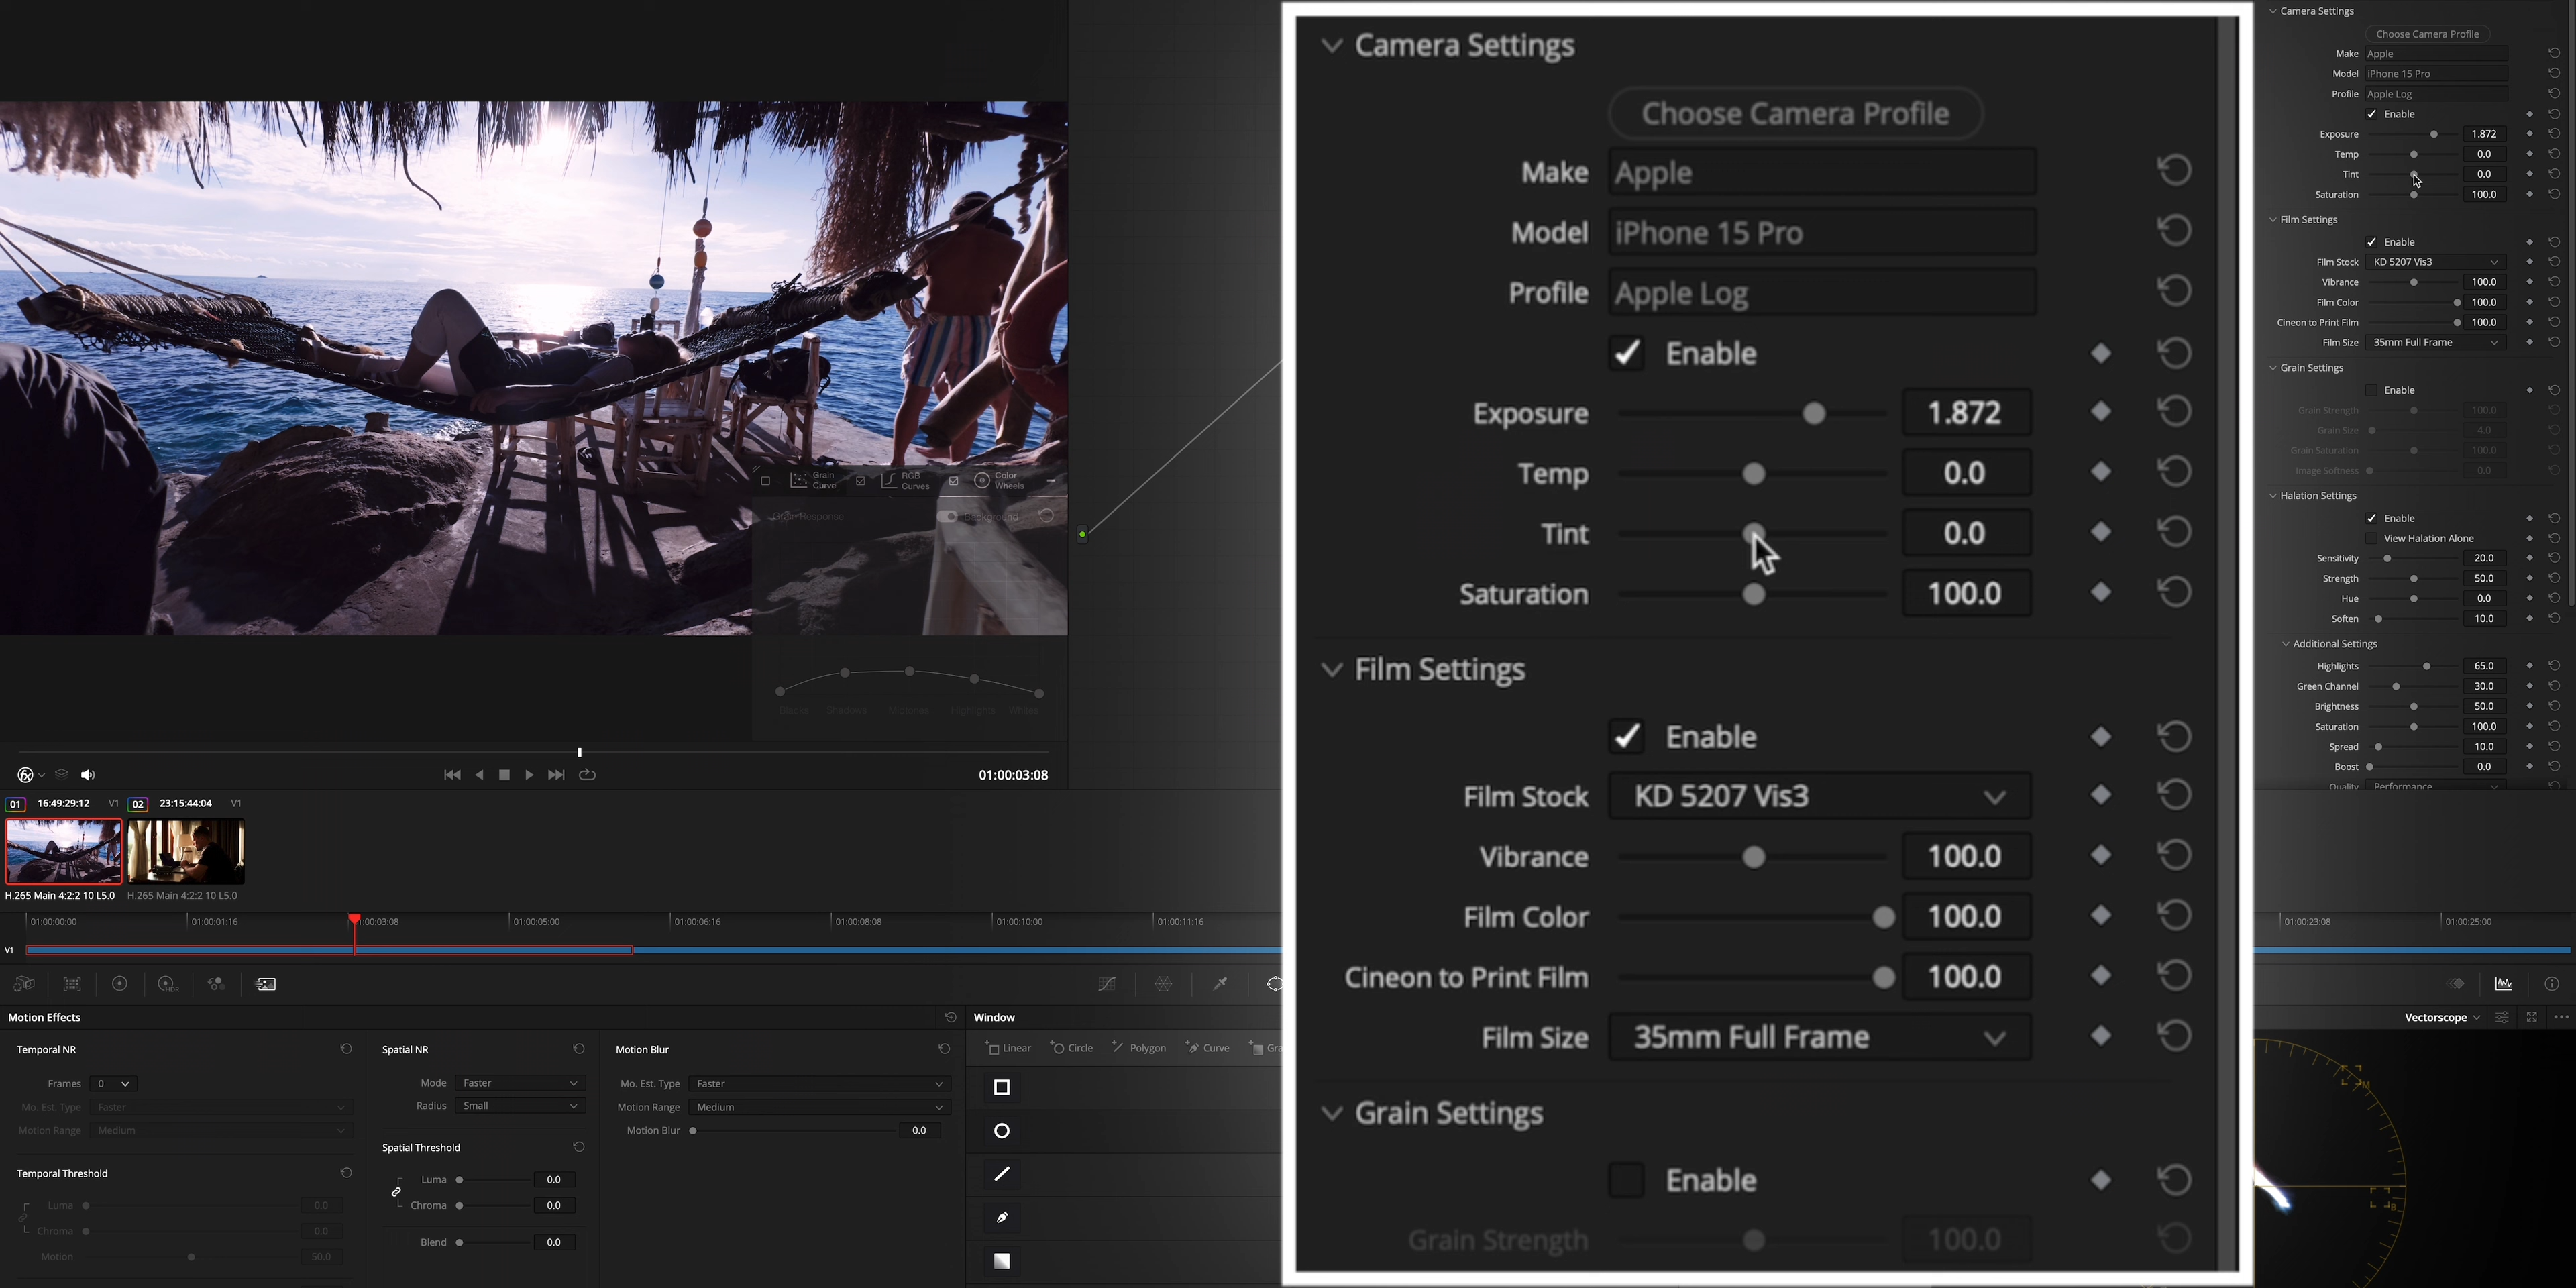 Camera Settings
Choose Camera Profile
Make Apple
Model iPhone 15 Pro
Profile Apple Log
Enable
Exposure 1.872
Temp 0.0
Tint 0.0
Saturation 100.0
Film Settings
Enable
Film Stock KD 5207 Vis3
Vibrance 100.0
Film Color 100.0
Cineon to Print Film 100.0
Film Size 35mm Full Frame
Grain Settings
Enable
Grain Strength 100.0
Camera Settings
Choose Camera Profile
Make Apple
Model iPhone 15 Pro
Profile Apple Log
Enable
Exposure 1.872
Temp 0.0
Tint 0.0
Saturation 100.0
Film Settings
Enable
Film Stock KD 5207 Vis3
Vibrance 100.0
Film Color 100.0
Cineon to Print Film 100.0
Film Size 35mm Full Frame
Grain Settings
Enable
Grain Strength 100.0
Grain Size 4.0
Grain Saturation 100.0
Image Softness 0.0
Halation Settings
Enable
View Halation Alone
Sensitivity 20.0
Strength 50.0
Hue 0.0
Soften 10.0
Additional Settings
Highlights 65.0
Green Channel 30.0
Brightness 50.0
Saturation 100.0
Spread 10.0
Boost 0.0
Quality Performance
Grain Curve RGB Curves Color Wheels
Grain Response Background
Blacks Shadows Midtones Highlights Whites
01:00:03:08
01 16:49:29:12 V1 02 23:15:44:04 V1
H.265 Main 4:2:2 10 L5.0 H.265 Main 4:2:2 10 L5.0
01:00:00:00 01:00:01:16 :00:03:08 01:00:05:00 01:00:06:16 01:00:08:08 01:00:10:00 01:00:11:16 01:00:23:08 01:00:25:00
V1
HDR
Motion Effects
Temporal NR
Frames 0
Mo. Est. Type Faster
Motion Range Medium
Temporal Threshold
Luma 0.0
Chroma 0.0
Motion 50.0
Spatial NR
Mode Faster
Radius Small
Spatial Threshold
Luma 0.0
Chroma 0.0
Blend 0.0
Motion Blur
Mo. Est. Type Faster
Motion Range Medium
Motion Blur 0.0
Window
Linear Circle Polygon Curve Gra
Vectorscope
M
B